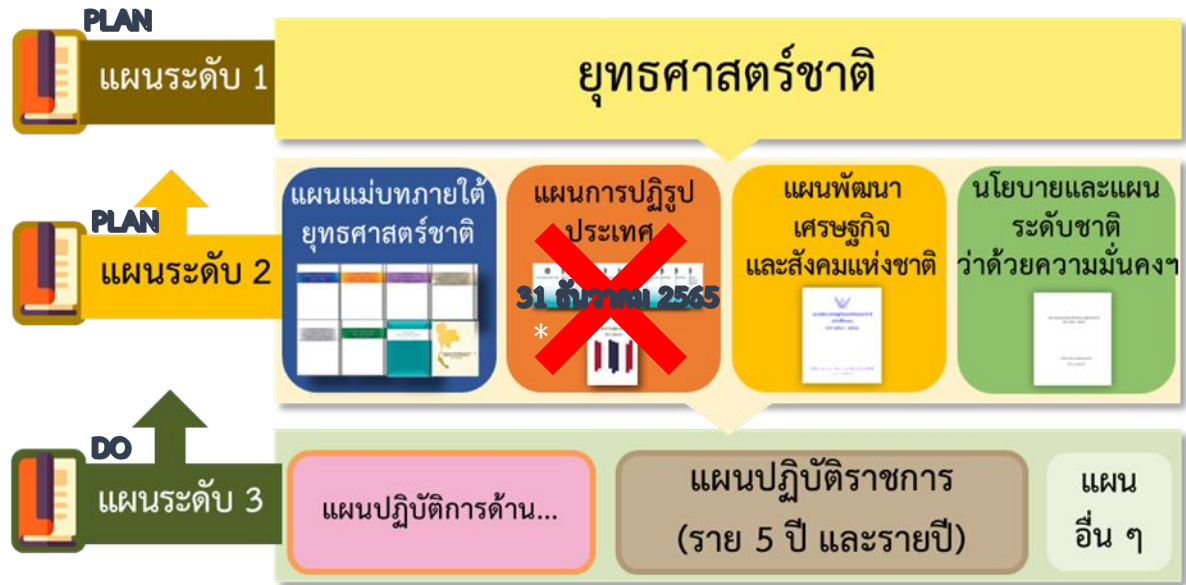 PLAN
แผนระดับ 1
ยุทธศาสตร์ชาติ
PLAN
แผนระดับ 2
แผนแม่บทภายใต้
ยุทธศาสตร์ชาติ
แผนการปฏิรูป
ประเทศ
31 ธันวาคม 2565
*
แผนพัฒนา
เศรษฐกิจ
และสังคมแห่งชาติ
นโยบายและแผน
ระดับชาติ
ว่าด้วยความมั่นคงฯ
DO
แผนระดับ 3
แผนปฏิบัติการด้าน...
แผนปฏิบัติราชการ
(ราย 5 ปี และรายปี)
แผน
อื่น ๆ